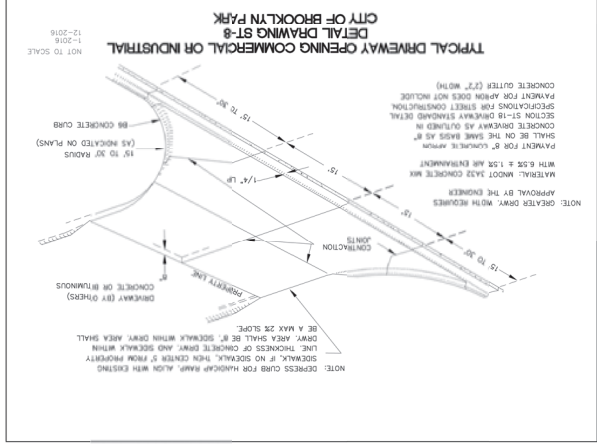 NOTE: DEPRESS CURB FOR HANDICAP RAMP. ALIGN WITH EXISTING
SIDEWALK, IF NO SIDEWALK, THEN CENTER 5' FROM PROPERTY
LINE. THICKNESS OF CONCRETE DRWY. AND SIDEWALK WITHIN
DRWY. AREA SHALL BE 8". SIDEWALK WITHIN DRWY. AREA SHALL
BE A MAX 2% SLOPE.
DRIVEWAY (BY OTHERS)
CONCRETE OR BITUMINOUS
PROPERTY LINE
8"
CONTRACTION
JOINTS
15' TO 30'
15'
15'
15' TO 30'
1/4" LIP
15' 30' RADIUS
(AS INDICATED ON PLANS)
B6 CONCRETE CURB
NOTE: GREATER DRWY. WIDTH REQUIRES
APPROVAL BY THE ENGINEER
MATERIAL: MNDOT 3A32 CONCRETE MIX
WITH 6.5% ± 1.5% AIR ENTRAINMENT
PAYMENT FOR 8" CONCRETE APRON
SHALL BE ON THE SAME BASIS AS 8"
CONCRETE DRIVEWAY AS OUTLINED IN
SECTION ST-18 DRIVEWAY STANDARD DETAIL
SPECIFICATIONS FOR STREET CONSTRUCTION.
PAYMENT FOR APRON DOES NOT INCLUDE
CONCRETE GUTTER (2'2" WIDTH)
TYPICAL DRIVEWAY OPENING COMMERCIAL OR INDUSTRIAL
DETAIL DRAWING ST-8
CITY OF BROOKLYN PARK
NOT TO SCALE
1-2016
12-2016